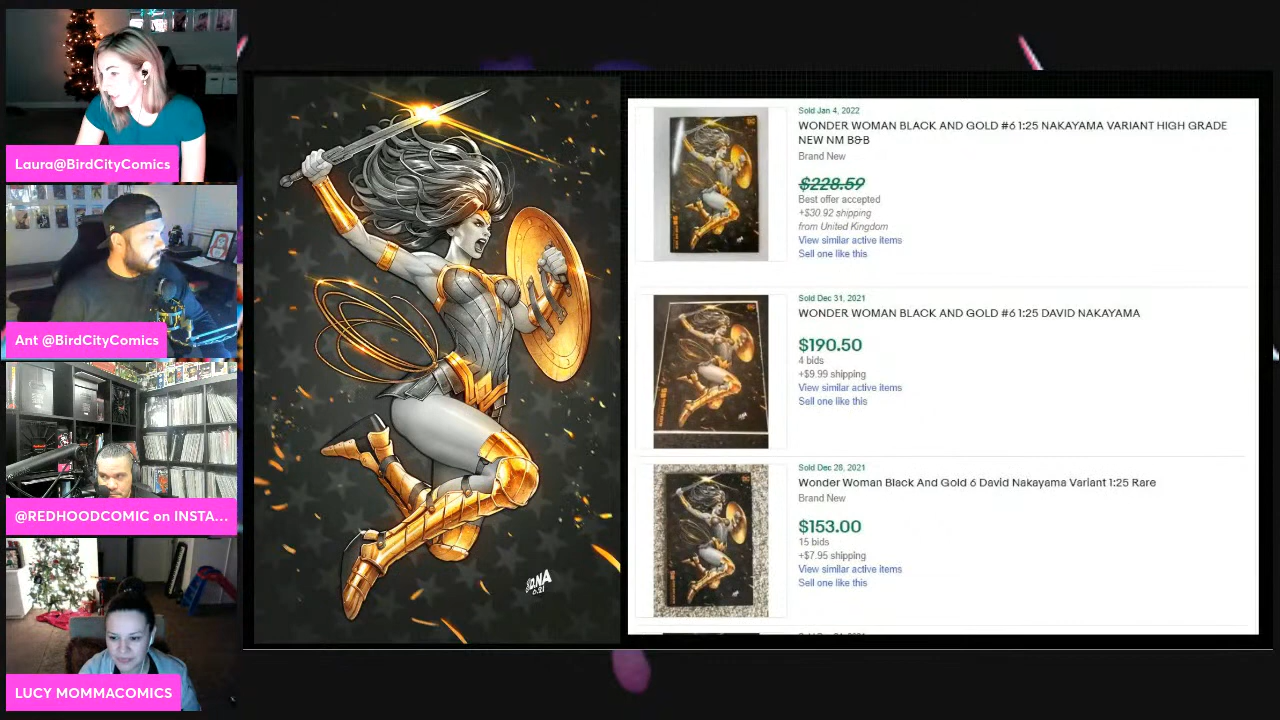 Laura@BirdCityComics
Ant @BirdCityComics
@REDHOODCOMIC on INSTA...
LUCY MOMMACOMICS
DANA
6.21
Sold Jan 4, 2022
WONDER WOMAN BLACK AND GOLD #6 1:25 NAKAYAMA VARIANT HIGH GRADE
NEW NM B&B
Brand New
$228.59
Best offer accepted
+$30.92 shipping
from United Kingdom
View similar active items
Sell one like this
Sold Dec 31, 2021
WONDER WOMAN BLACK AND GOLD #6 1:25 DAVID NAKAYAMA
$190.50
4 bids
+$9.99 shipping
View similar active items
Sell one like this
Sold Dec 28, 2021
Wonder Woman Black And Gold 6 David Nakayama Variant 1:25 Rare
Brand New
$153.00
15 bids
+$7.95 shipping
View similar active items
Sell one like this